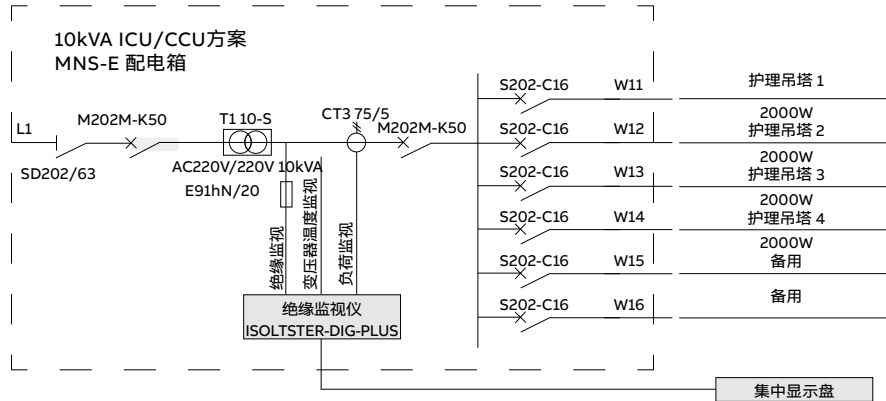 10kVA ICU/CCU方案
MNS-E 配电箱
L1
SD202/63
M202M-K50
T1 10-S
AC220V/220V 10kVA
E91hN/20
CT3 75/5
M202M-K50
绝缘监视
变压器温度监视
负荷监视
绝缘监视仪
ISOLTSTER-DIG-PLUS
S202-C16 W11 护理吊塔 1
2000W
S202-C16 W12 护理吊塔 2
2000W
S202-C16 W13 护理吊塔 3
2000W
S202-C16 W14 护理吊塔 4
2000W
S202-C16 W15 备用
S202-C16 W16 备用
集中显示盘